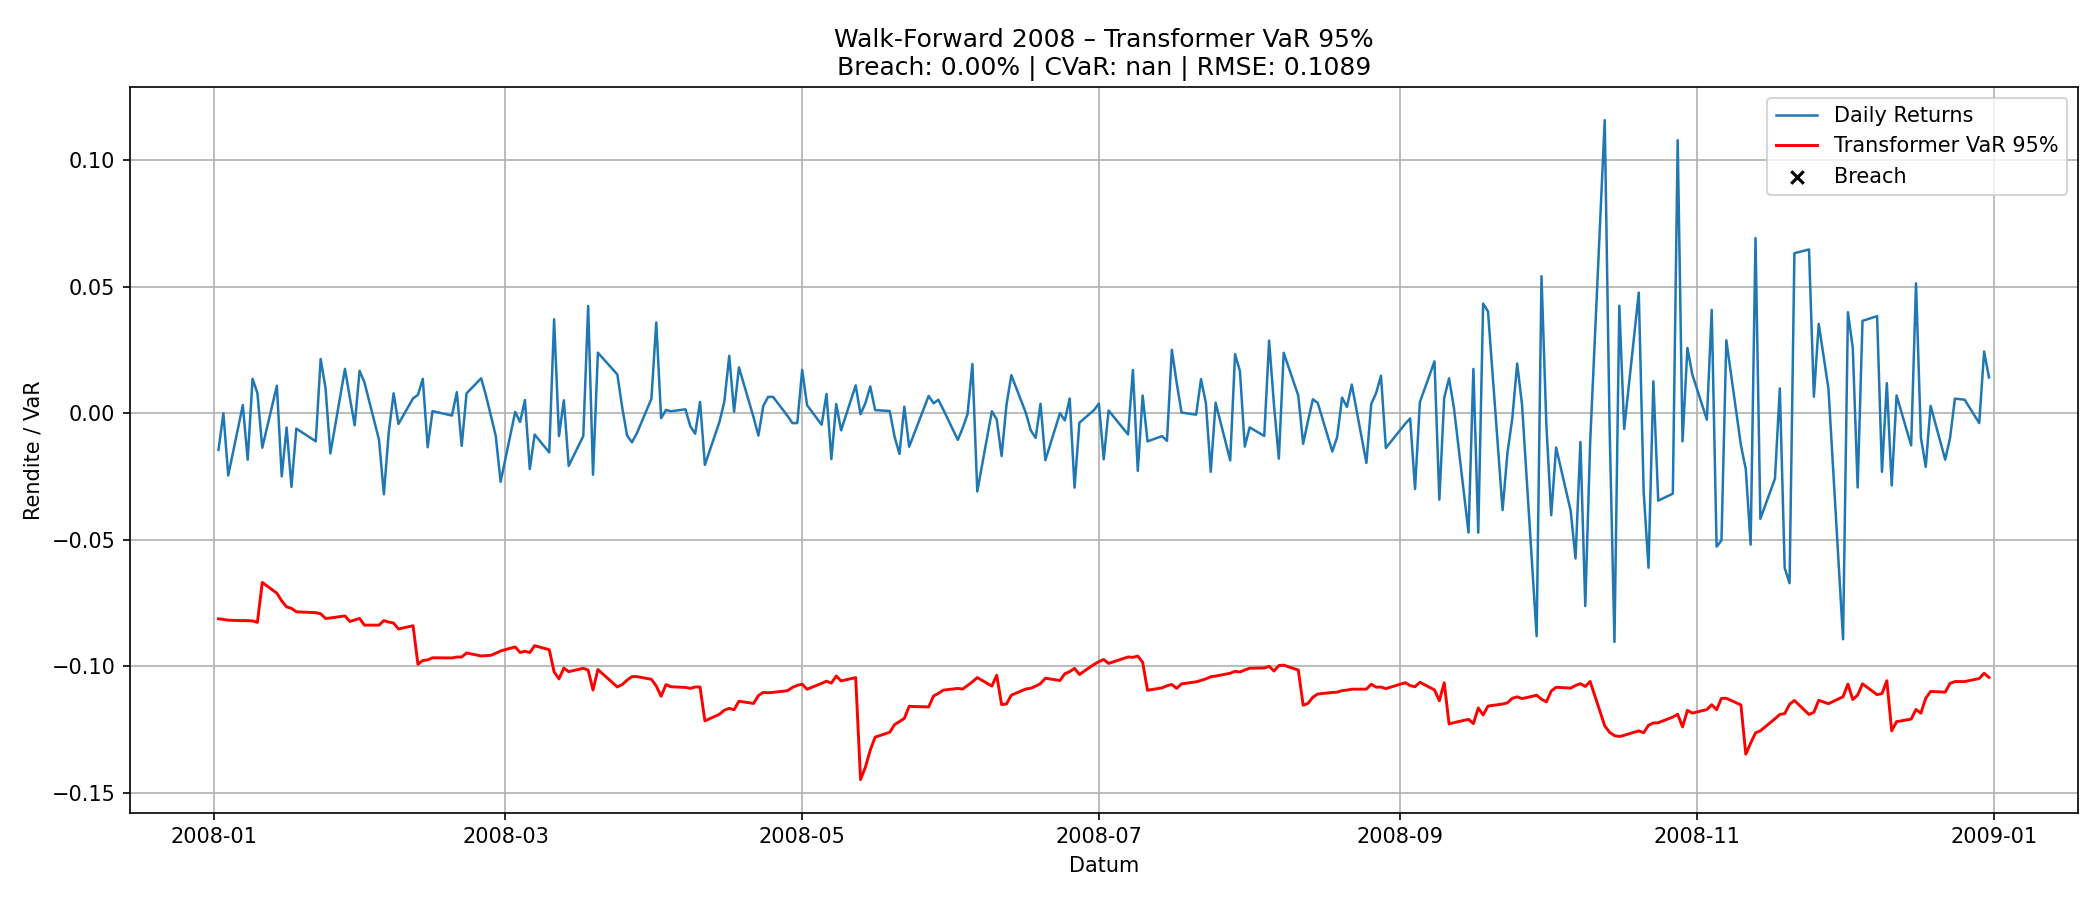 Walk-Forward 2008 – Transformer VaR 95%
Breach: 0.00% | CVaR: nan | RMSE: 0.1089
Daily Returns
Transformer VaR 95%
Breach
Rendite / VaR
0.10
0.05
0.00
−0.05
−0.10
−0.15
2008-01
2008-03
2008-05
2008-07
2008-09
2008-11
2009-01
Datum